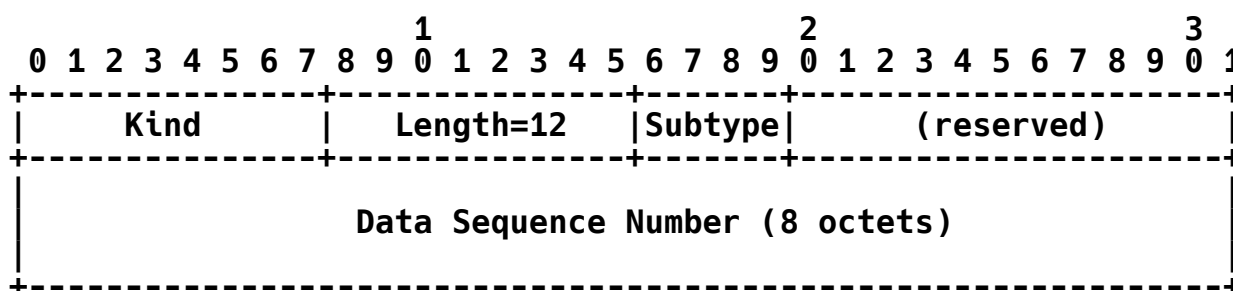 1                   2                   3
 0 1 2 3 4 5 6 7 8 9 0 1 2 3 4 5 6 7 8 9 0 1 2 3 4 5 6 7 8 9 0 1
+---------------+---------------+-------+-----------------------+
|     Kind      |   Length=12   |Subtype|      (reserved)       |
+---------------+---------------+-------+-----------------------+
|                                                               |
|                 Data Sequence Number (8 octets)               |
|                                                               |
+---------------------------------------------------------------+